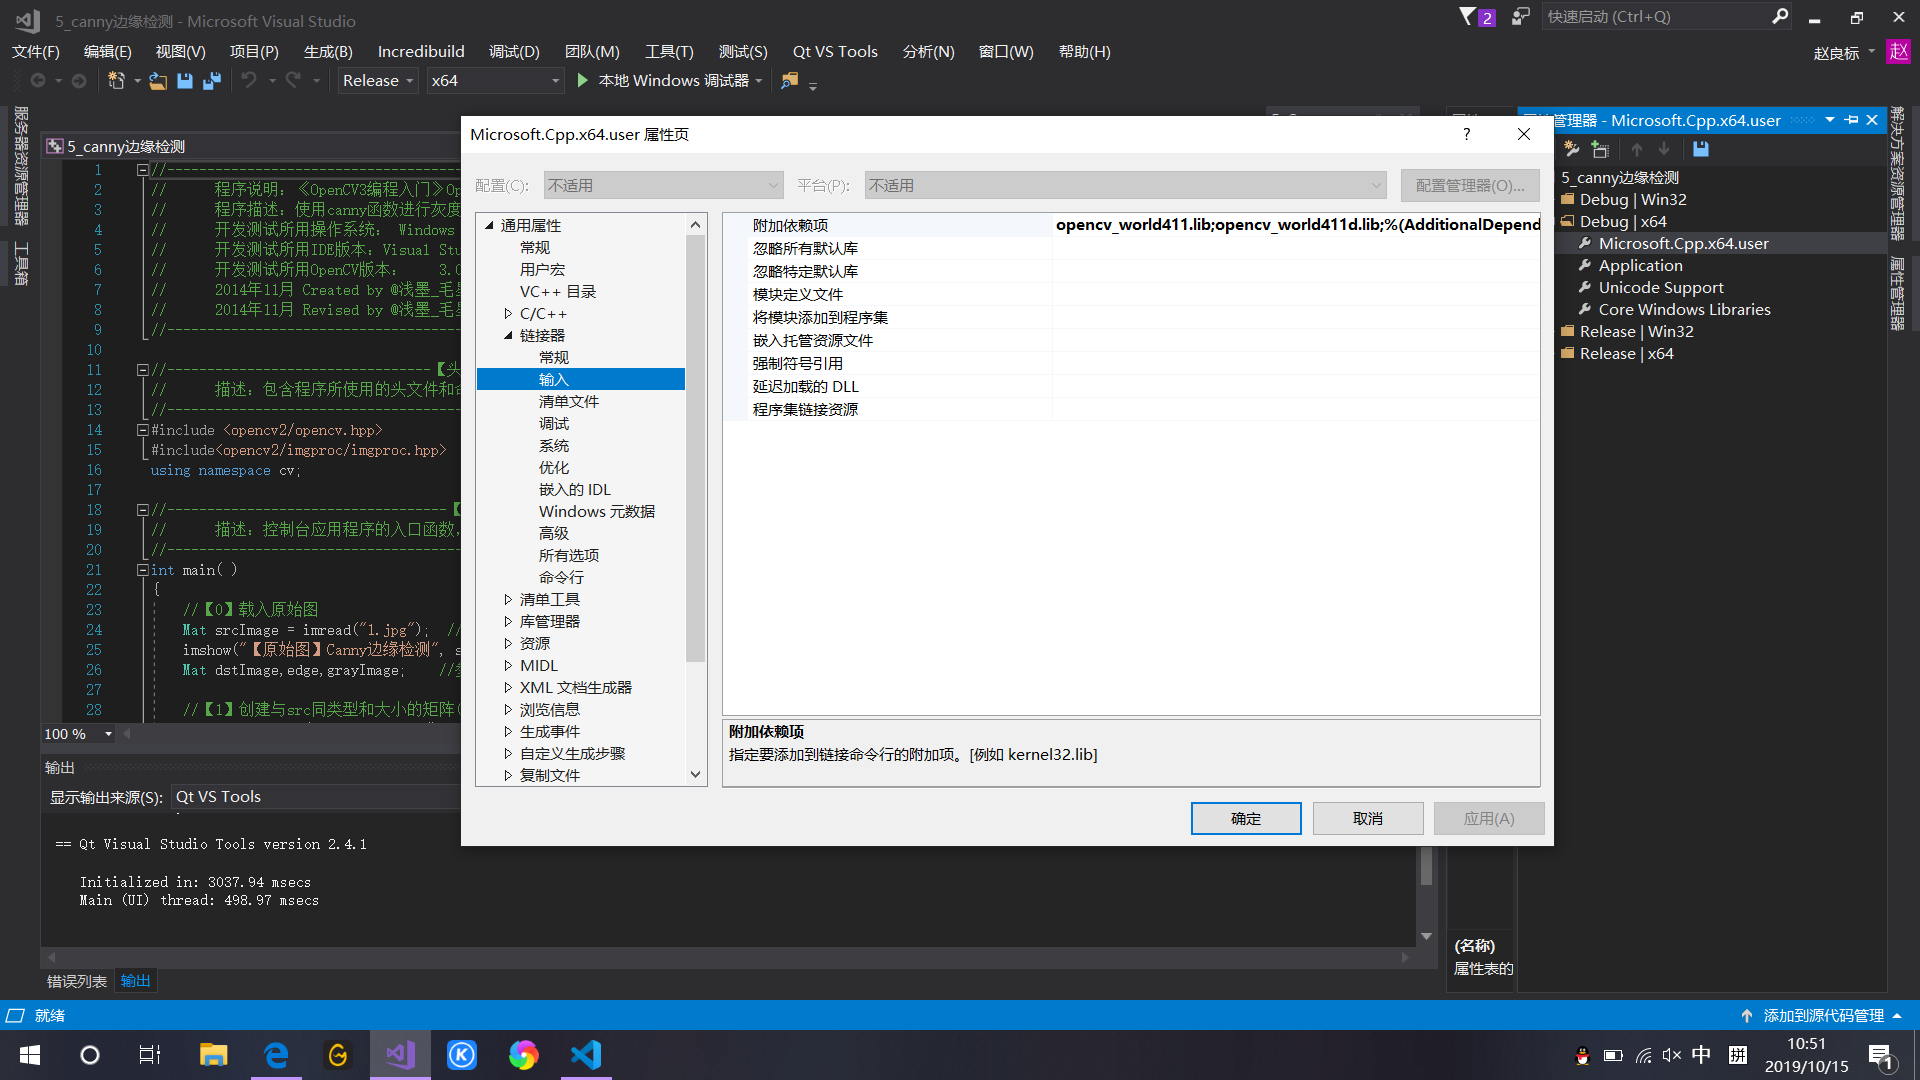 5_canny边缘检测 - Microsoft Visual Studio
2
快速启动 (Ctrl+Q)
文件(F) 编辑(E) 视图(V) 项目(P) 生成(B) Incredibuild 调试(D) 团队(M) 工具(T) 测试(S) Qt VS Tools 分析(N) 窗口(W) 帮助(H)
赵良标 赵
Release x64 本地 Windows 调试器
服务器资源管理器
工具箱
5_canny边缘检测
1 //
2 // 程序说明：《OpenCV3编程入门》
3 // 程序描述：使用canny函数进行灰度
4 // 开发测试所用操作系统： Windows
5 // 开发测试所用IDE版本：Visual Stu
6 // 开发测试所用OpenCV版本： 3.0
7 // 2014年11月 Created by @浅墨_毛
8 // 2014年11月 Revised by @浅墨_毛
9 //
10
11 //【头
12 // 描述：包含程序所使用的头文件和
13 //
14 #include <opencv2/opencv.hpp>
15 #include<opencv2/imgproc/imgproc.hpp>
16 using namespace cv;
17
18 //【
19 // 描述：控制台应用程序的入口函数，
20 //
21 int main( )
22 {
23 //【0】载入原始图
24 Mat srcImage = imread("1.jpg"); //
25 imshow("【原始图】Canny边缘检测", s
26 Mat dstImage,edge,grayImage; //
27
28 //【1】创建与src同类型和大小的矩阵(
100 %
输出
显示输出来源(S): Qt VS Tools
== Qt Visual Studio Tools version 2.4.1
Initialized in: 3037.94 msecs
Main (UI) thread: 498.97 msecs
错误列表 输出
Microsoft.Cpp.x64.user 属性页
?
配置(C): 不适用 平台(P): 不适用 配置管理器(O)...
通用属性
常规
用户宏
VC++ 目录
C/C++
链接器
常规
输入
清单文件
调试
系统
优化
嵌入的 IDL
Windows 元数据
高级
所有选项
命令行
清单工具
库管理器
资源
MIDL
XML 文档生成器
浏览信息
生成事件
自定义生成步骤
复制文件
附加依赖项 opencv_world411.lib;opencv_world411d.lib;%(AdditionalDepend
忽略所有默认库
忽略特定默认库
模块定义文件
将模块添加到程序集
嵌入托管资源文件
强制符号引用
延迟加载的 DLL
程序集链接资源
附加依赖项
指定要添加到链接命令行的附加项。[例如 kernel32.lib]
确定 取消 应用(A)
管理器 - Microsoft.Cpp.x64.user
5_canny边缘检测
Debug | Win32
Debug | x64
Microsoft.Cpp.x64.user
Application
Unicode Support
Core Windows Libraries
Release | Win32
Release | x64
解决方案资源管理器
属性管理器
(名称)
属性表的
就绪
添加到源代码管理
中
拼
10:51
2019/10/15
1